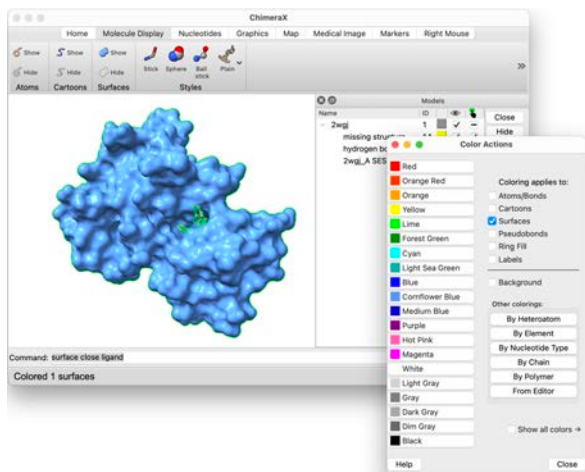 ChimeraX
Home Molecule Display Nucleotides Graphics Map Medical Image Markers Right Mouse
Show Show Show
Hide Hide Hide
Stick Sphere Ball stick Plain
Atoms Cartoons Surfaces Styles
»
Models
Name ID
2wgj 1
missing structure
hydrogen bo
2wgj_A SES
Close
Hide
Color Actions
Red
Orange Red
Orange
Yellow
Lime
Forest Green
Cyan
Light Sea Green
Blue
Cornflower Blue
Medium Blue
Purple
Hot Pink
Magenta
White
Light Gray
Gray
Dark Gray
Dim Gray
Black
Coloring applies to:
Atoms/Bonds
Cartoons
Surfaces
Pseudobonds
Ring Fill
Labels
Background
Other colorings:
By Heteroatom
By Element
By Nucleotide Type
By Chain
By Polymer
From Editor
Show all colors →
Help Close
Command: surface close ligand
Colored 1 surfaces